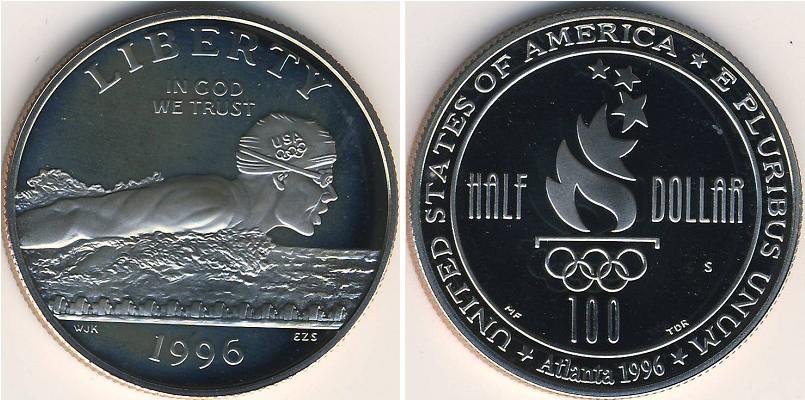 LIBERTY
IN GOD
WE TRUST
USA
WJK
EZS
1996
UNITED STATES OF AMERICA ★ E PLURIBUS UNUM ★ Atlanta 1996 ★
HALF DOLLAR
S
100
MF
TDR